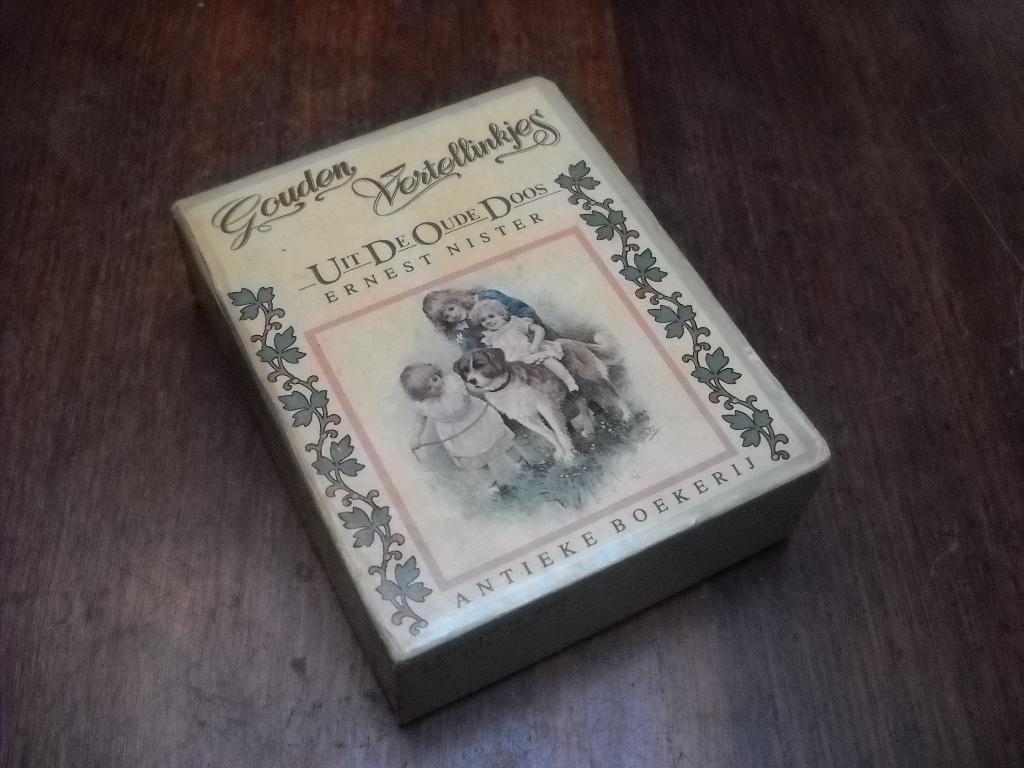 Gouden Vertellinkjes
UIT DE OUDE DOOS
ERNEST NISTER
ANTIEKE BOEKERIJ